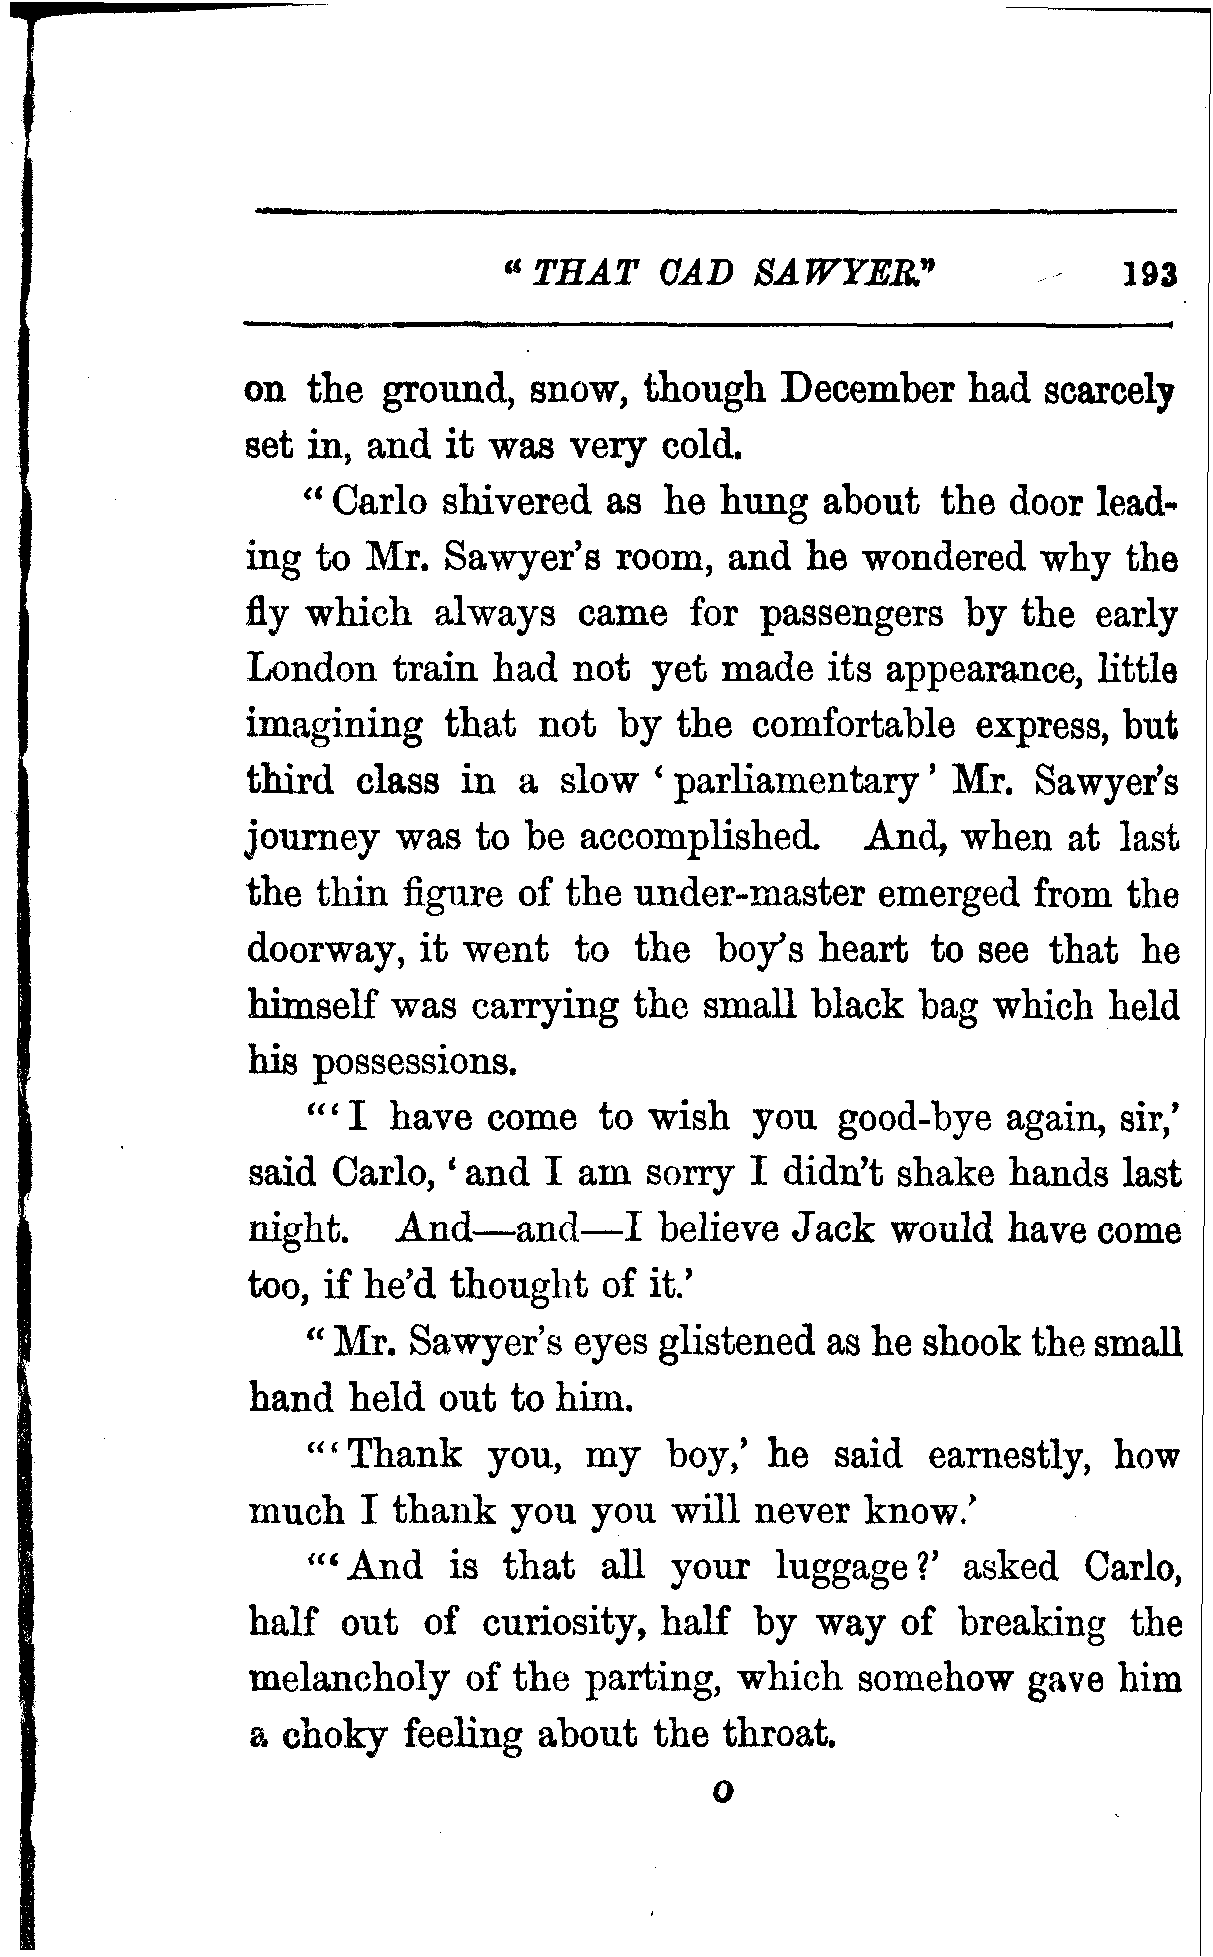 “ THAT CAD SAWYER.” 193
on the ground, snow, though December had scarcely
set in, and it was very cold.
“ Carlo shivered as he hung about the door lead-
ing to Mr. Sawyer’s room, and he wondered why the
fly which always came for passengers by the early
London train had not yet made its appearance, little
imagining that not by the comfortable express, but
third class in a slow ‘ parliamentary ’ Mr. Sawyer’s
journey was to be accomplished. And, when at last
the thin figure of the under-master emerged from the
doorway, it went to the boy’s heart to see that he
himself was carrying the small black bag which held
his possessions.
“‘ I have come to wish you good-bye again, sir,’
said Carlo, ‘ and I am sorry I didn’t shake hands last
night. And—and—I believe Jack would have come
too, if he’d thought of it.’
“ Mr. Sawyer’s eyes glistened as he shook the small
hand held out to him.
“‘ Thank you, my boy,’ he said earnestly, how
much I thank you you will never know.’
“‘ And is that all your luggage ?’ asked Carlo,
half out of curiosity, half by way of breaking the
melancholy of the parting, which somehow gave him
a choky feeling about the throat.
O